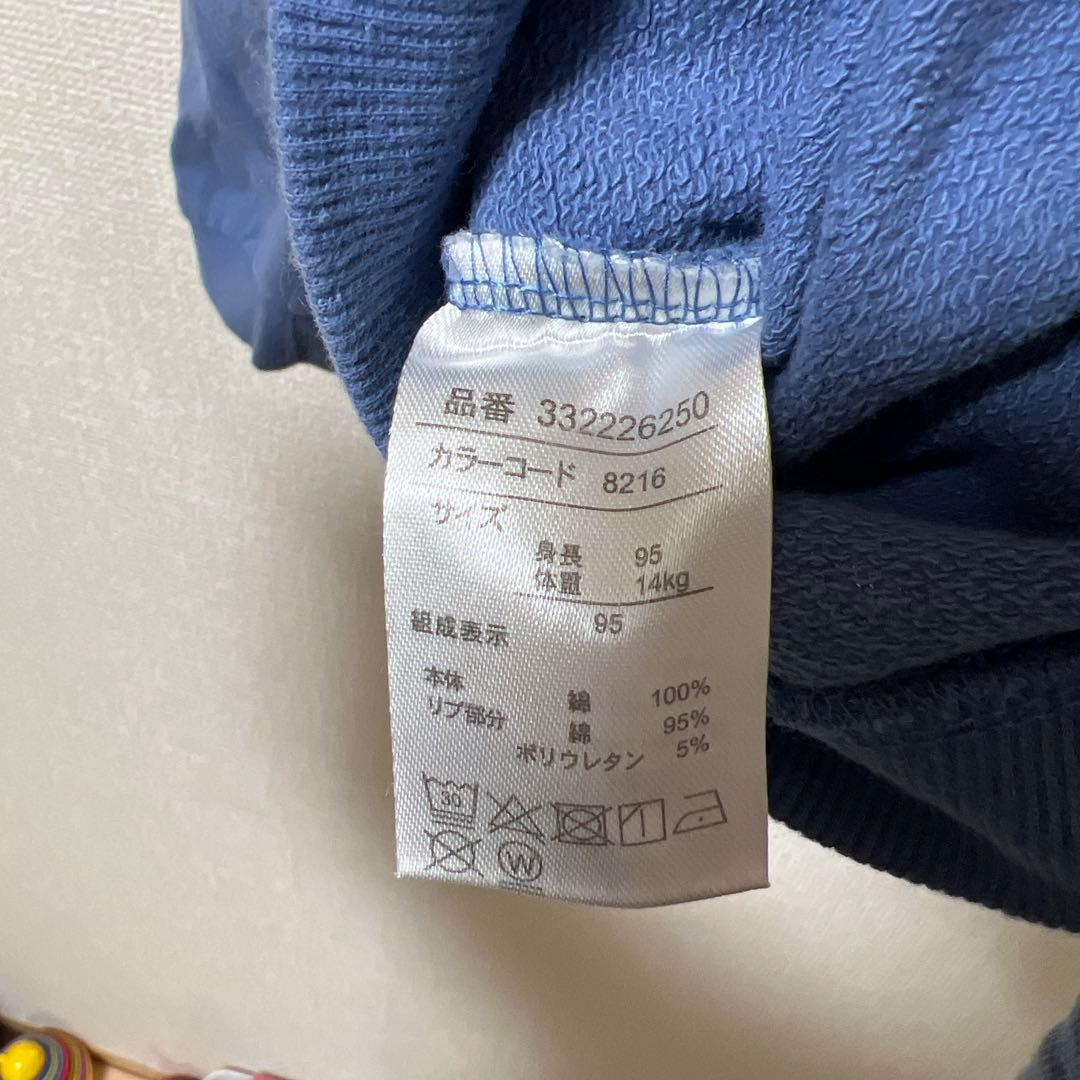 品番 332226250
カラーコード 8216
サイズ
身長 95
体重 14kg
95
組成表示
本体 綿 100%
リブ部分 綿 95%
ポリウレタン 5%
30
W